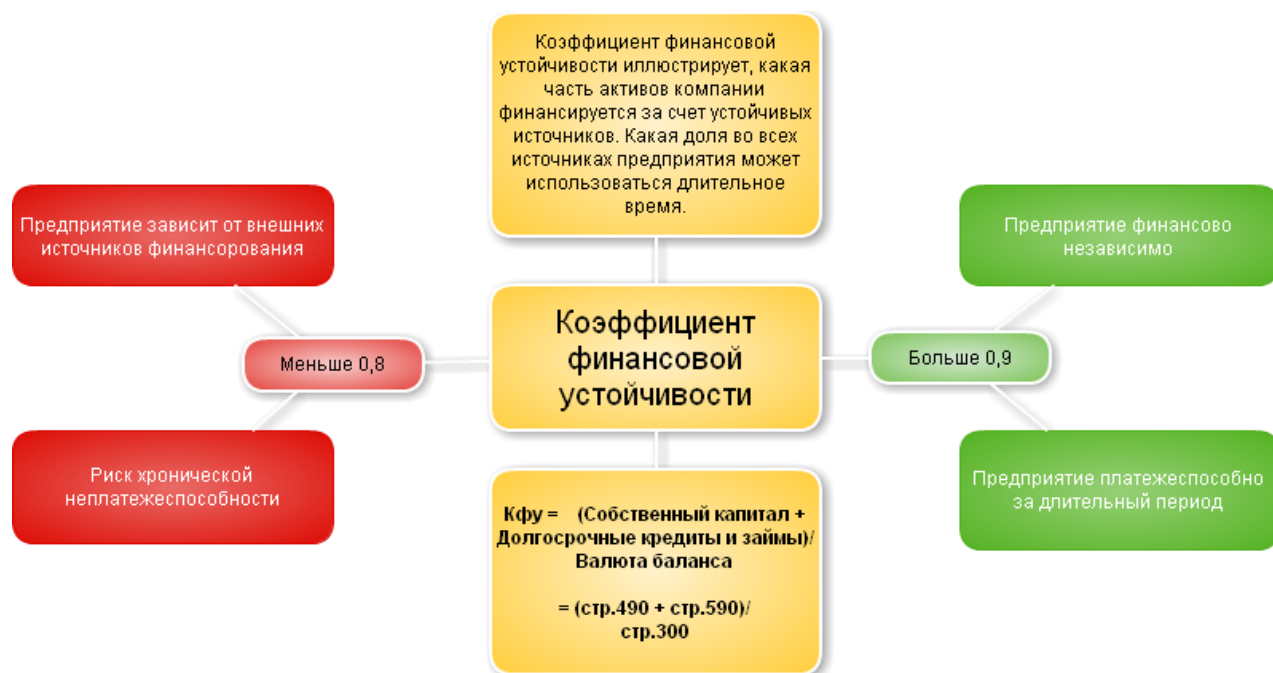 Коэффициент финансовой
устойчивости иллюстрирует, какая
часть активов компании
финансируется за счет устойчивых
источников. Какая доля во всех
источниках предприятия может
использоваться длительное
время.
Предприятие зависит от внешних
источников финансорования
Предприятие финансово
независимо
Меньше 0,8
Коэффициент
финансовой
устойчивости
Больше 0,9
Риск хронической
неплатежеспособности
Предприятие платежеспособно
за длительный период
Кфу = (Собственный капитал +
Долгосрочные кредиты и займы)/
Валюта баланса
= (стр.490 + стр.590)/
стр.300